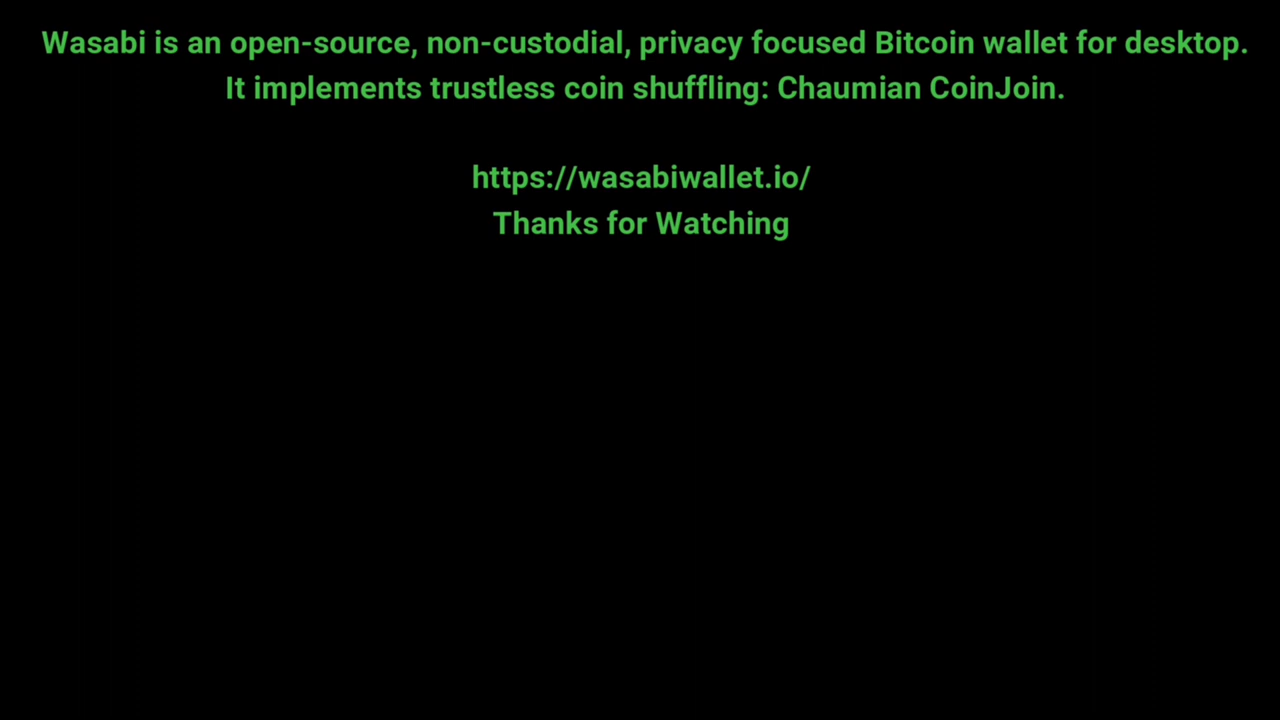 Wasabi is an open-source, non-custodial, privacy focused Bitcoin wallet for desktop.
It implements trustless coin shuffling: Chaumian CoinJoin.
https://wasabiwallet.io/
Thanks for Watching